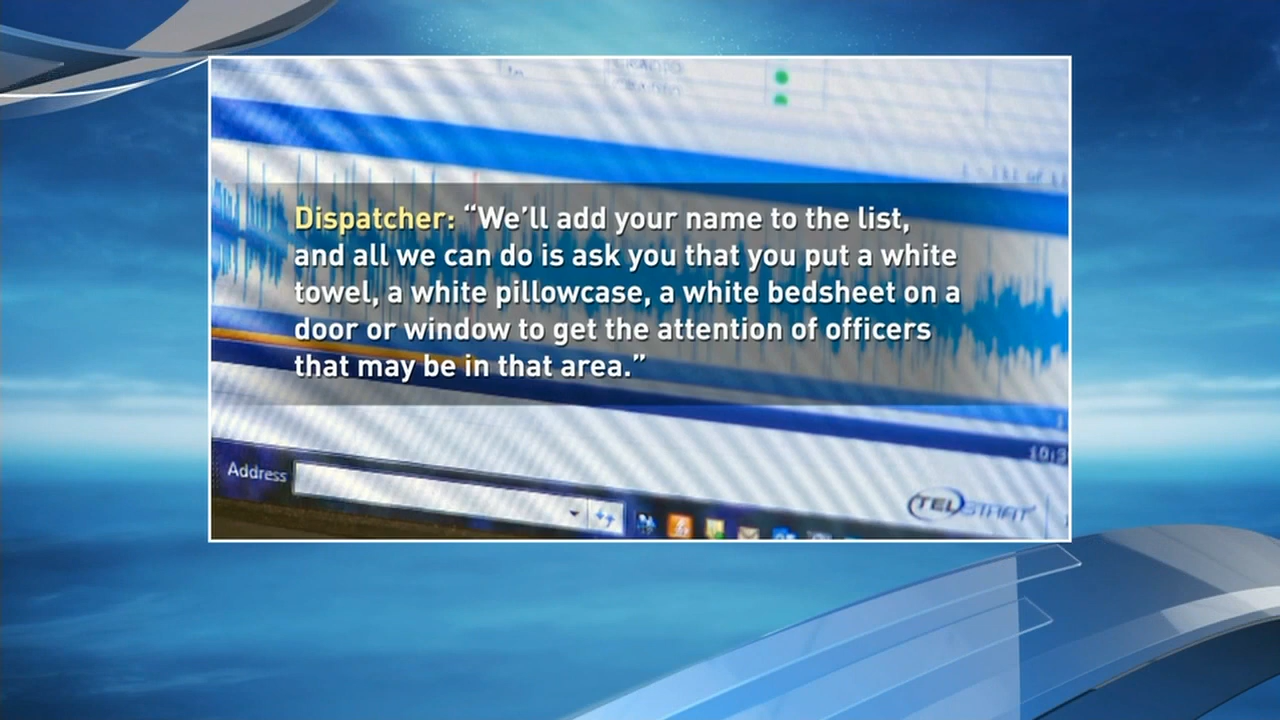 Dispatcher: “We’ll add your name to the list,
and all we can do is ask you that you put a white
towel, a white pillowcase, a white bedsheet on a
door or window to get the attention of officers
that may be in that area.”
Address
TELSTRAT